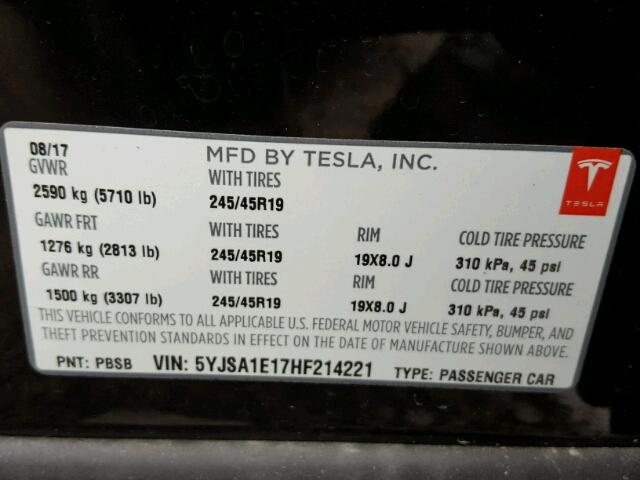 08/17 MFD BY TESLA, INC.
GVWR WITH TIRES
2590 kg (5710 lb) 245/45R19
TESLA
GAWR FRT WITH TIRES RIM COLD TIRE PRESSURE
1276 kg (2813 lb) 245/45R19 19X8.0 J 310 kPa, 45 psi
GAWR RR WITH TIRES RIM COLD TIRE PRESSURE
1500 kg (3307 lb) 245/45R19 19X8.0 J 310 kPa, 45 psi
THIS VEHICLE CONFORMS TO ALL APPLICABLE U.S. FEDERAL MOTOR VEHICLE SAFETY, BUMPER, AND
THEFT PREVENTION STANDARDS IN EFFECT ON THE DATE OF MANUFACTURE SHOWN ABOVE.
PNT: PBSB VIN: 5YJSA1E17HF214221 TYPE: PASSENGER CAR